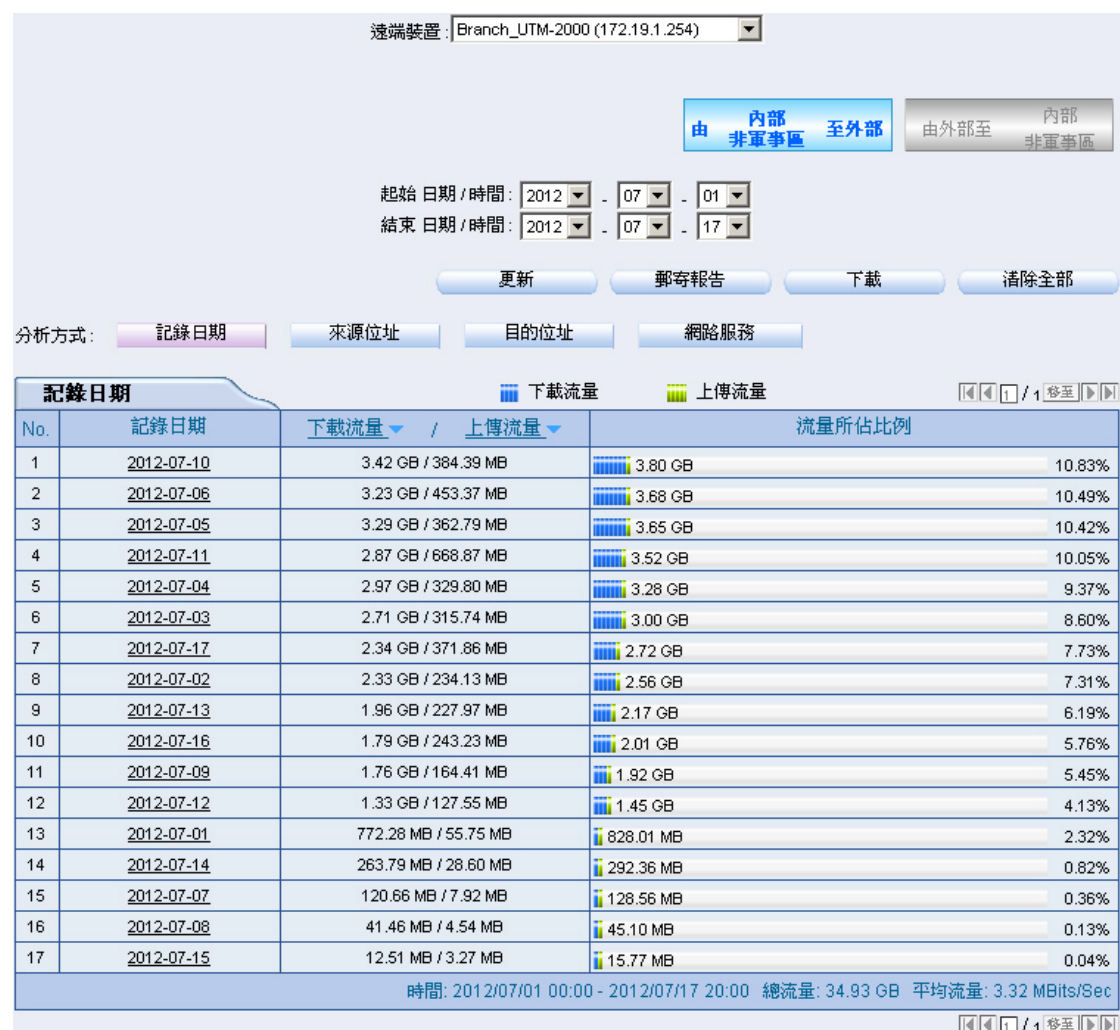 遠端裝置 : Branch_UTM-2000 (172.19.1.254)
由 內部 非軍事區 至外部
由外部至 內部 非軍事區
起始 日期 / 時間 : 2012 - 07 - 01
結束 日期 / 時間 : 2012 - 07 - 17
更新 郵寄報告 下載 清除全部
分析方式 : 記錄日期 來源位址 目的位址 網路服務
記錄日期 下載流量 上傳流量 1 / 1 移至
No. 記錄日期 下載流量 / 上傳流量 流量所佔比例
1 2012-07-10 3.42 GB / 384.39 MB 3.80 GB 10.83%
2 2012-07-06 3.23 GB / 453.37 MB 3.68 GB 10.49%
3 2012-07-05 3.29 GB / 362.79 MB 3.65 GB 10.42%
4 2012-07-11 2.87 GB / 668.87 MB 3.52 GB 10.05%
5 2012-07-04 2.97 GB / 329.80 MB 3.28 GB 9.37%
6 2012-07-03 2.71 GB / 315.74 MB 3.00 GB 8.60%
7 2012-07-17 2.34 GB / 371.86 MB 2.72 GB 7.73%
8 2012-07-02 2.33 GB / 234.13 MB 2.56 GB 7.31%
9 2012-07-13 1.96 GB / 227.97 MB 2.17 GB 6.19%
10 2012-07-16 1.79 GB / 243.23 MB 2.01 GB 5.76%
11 2012-07-09 1.76 GB / 164.41 MB 1.92 GB 5.45%
12 2012-07-12 1.33 GB / 127.55 MB 1.45 GB 4.13%
13 2012-07-01 772.28 MB / 55.75 MB 828.01 MB 2.32%
14 2012-07-14 263.79 MB / 28.60 MB 292.36 MB 0.82%
15 2012-07-07 120.66 MB / 7.92 MB 128.56 MB 0.36%
16 2012-07-08 41.46 MB / 4.54 MB 45.10 MB 0.13%
17 2012-07-15 12.51 MB / 3.27 MB 15.77 MB 0.04%
時間: 2012/07/01 00:00 - 2012/07/17 20:00 總流量: 34.93 GB 平均流量: 3.32 MBits/Sec
1 / 1 移至